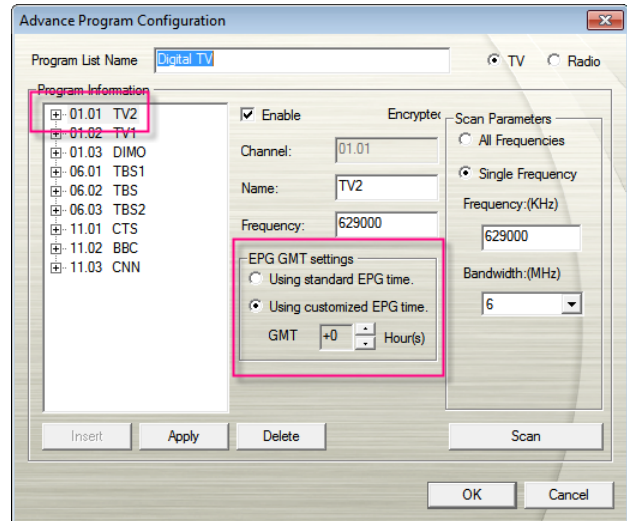 Advance Program Configuration
Program List Name Digital TV TV Radio
Program Information
01.01 TV2
01.02 TV1
01.03 DIMO
06.01 TBS1
06.02 TBS
06.03 TBS2
11.01 CTS
11.02 BBC
11.03 CNN
Enable Encrypted
Channel: 01.01
Name: TV2
Frequency: 629000
EPG GMT settings
Using standard EPG time.
Using customized EPG time.
GMT +0 Hour(s)
Scan Parameters
All Frequencies
Single Frequency
Frequency:(KHz)
629000
Bandwidth:(MHz)
6
Insert Apply Delete Scan
OK Cancel